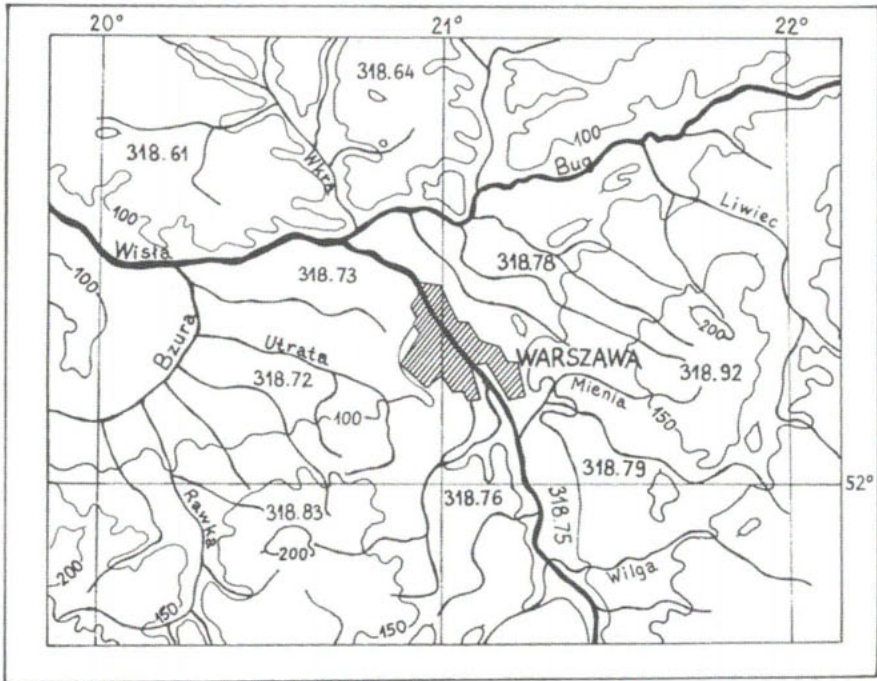 20° 21° 22°
318.64
100
318.61
Wkra
Bug
Liwiec
100
Wisła
318.78
318.73
100
200
Bzura
Utrata
WARSZAWA
318.92
318.72
Mienia
150
100
318.79
52°
318.76
318.75
318.83
Rawka
200
200
Wilga
150
150